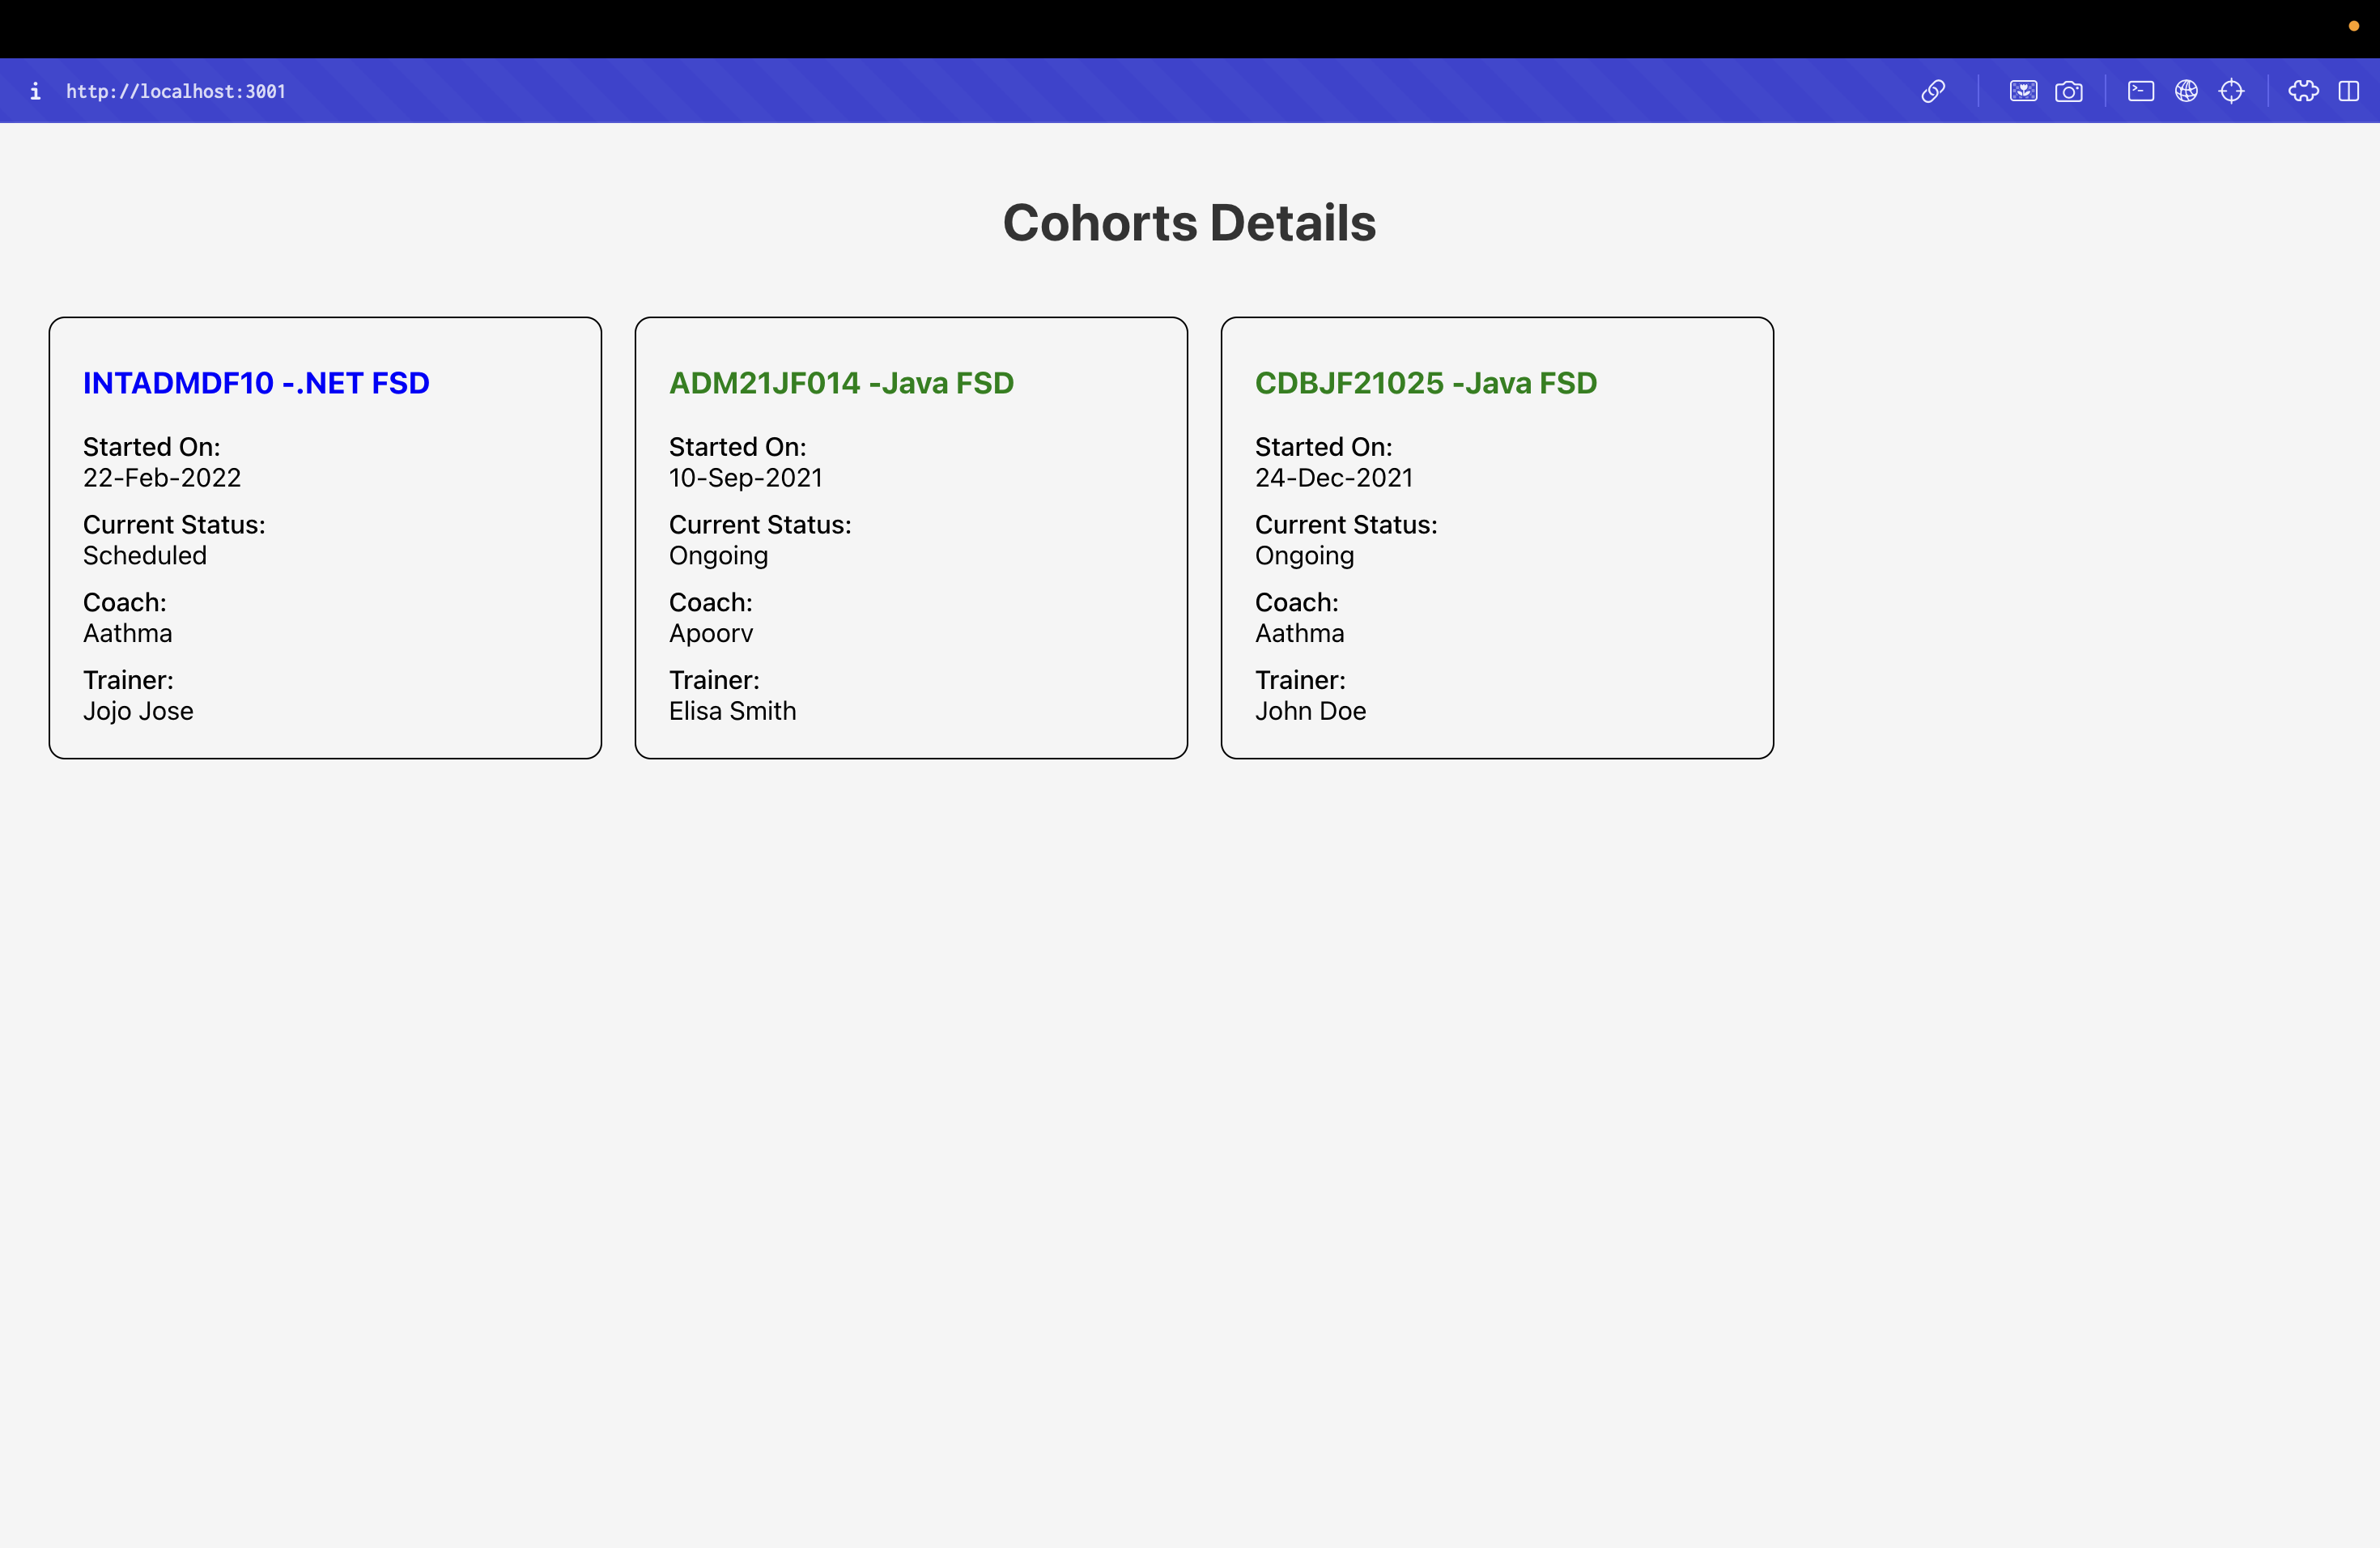 http://localhost:3001
Cohorts Details
INTADMDF10 -.NET FSD
Started On:
22-Feb-2022
Current Status:
Scheduled
Coach:
Aathma
Trainer:
Jojo Jose
ADM21JF014 -Java FSD
Started On:
10-Sep-2021
Current Status:
Ongoing
Coach:
Apoorv
Trainer:
Elisa Smith
CDBJF21025 -Java FSD
Started On:
24-Dec-2021
Current Status:
Ongoing
Coach:
Aathma
Trainer:
John Doe